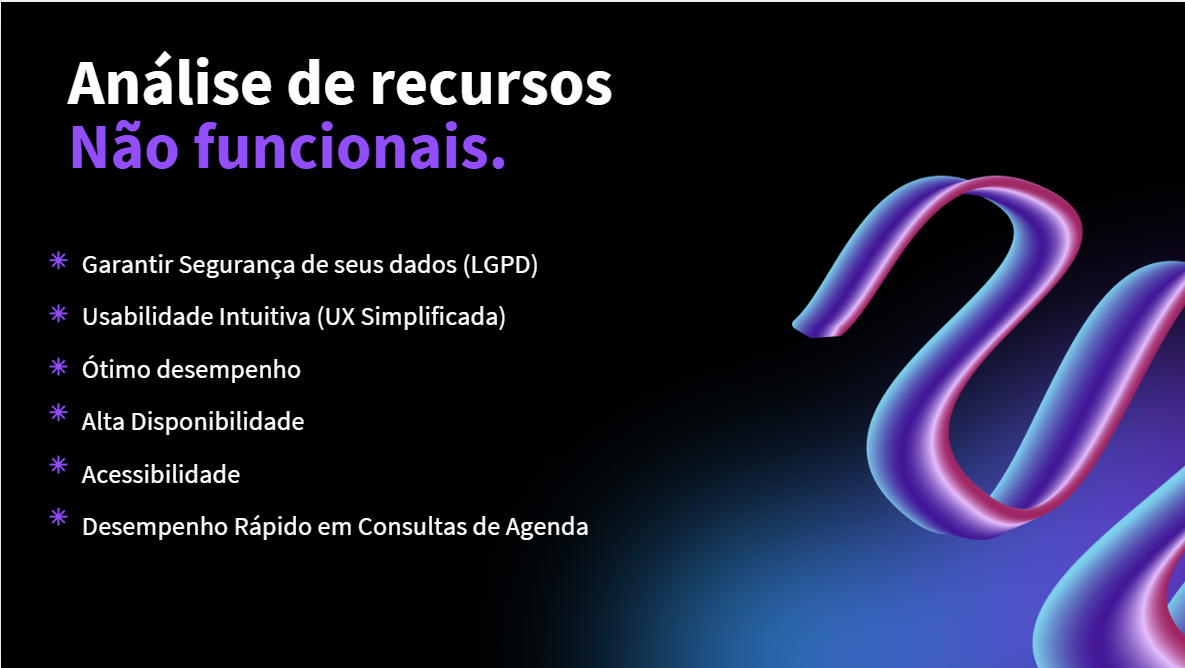 Análise de recursos
Não funcionais.
Garantir Segurança de seus dados (LGPD)
Usabilidade Intuitiva (UX Simplificada)
Ótimo desempenho
Alta Disponibilidade
Acessibilidade
Desempenho Rápido em Consultas de Agenda